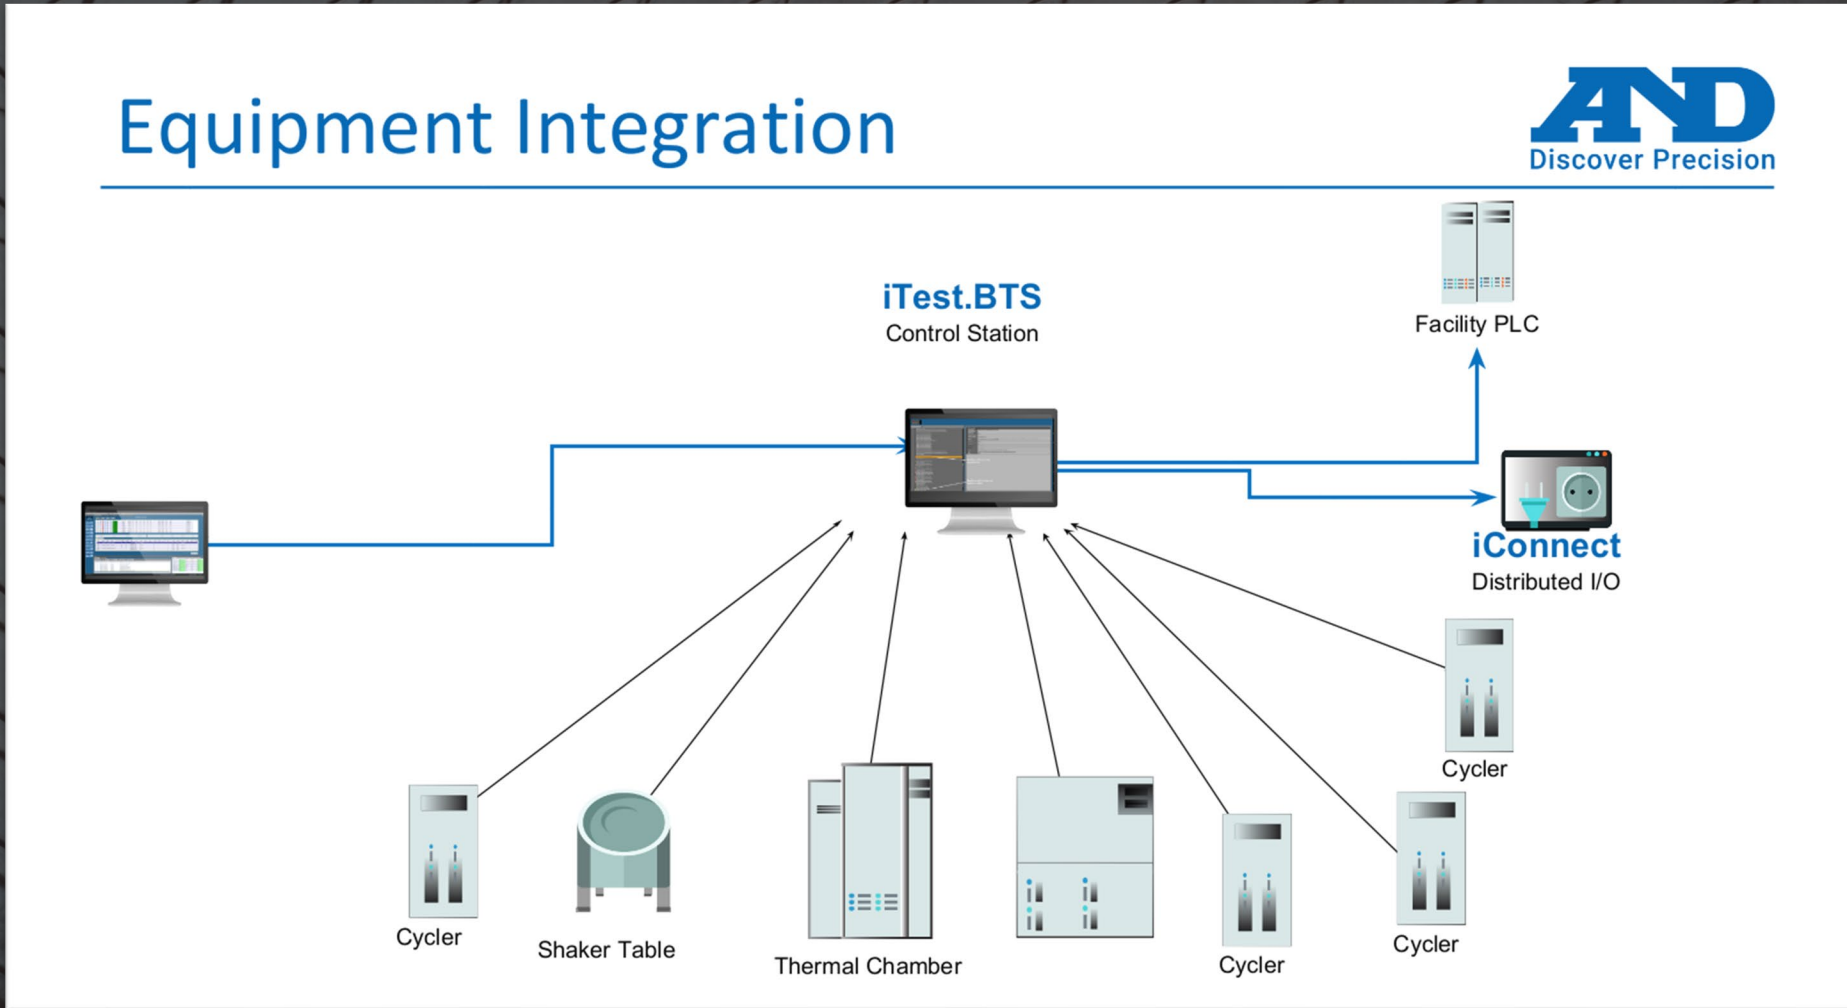 Equipment Integration
AND
Discover Precision
iTest.BTS
Control Station
Facility PLC
iConnect
Distributed I/O
Cycler
Cycler
Shaker Table
Thermal Chamber
Cycler
Cycler